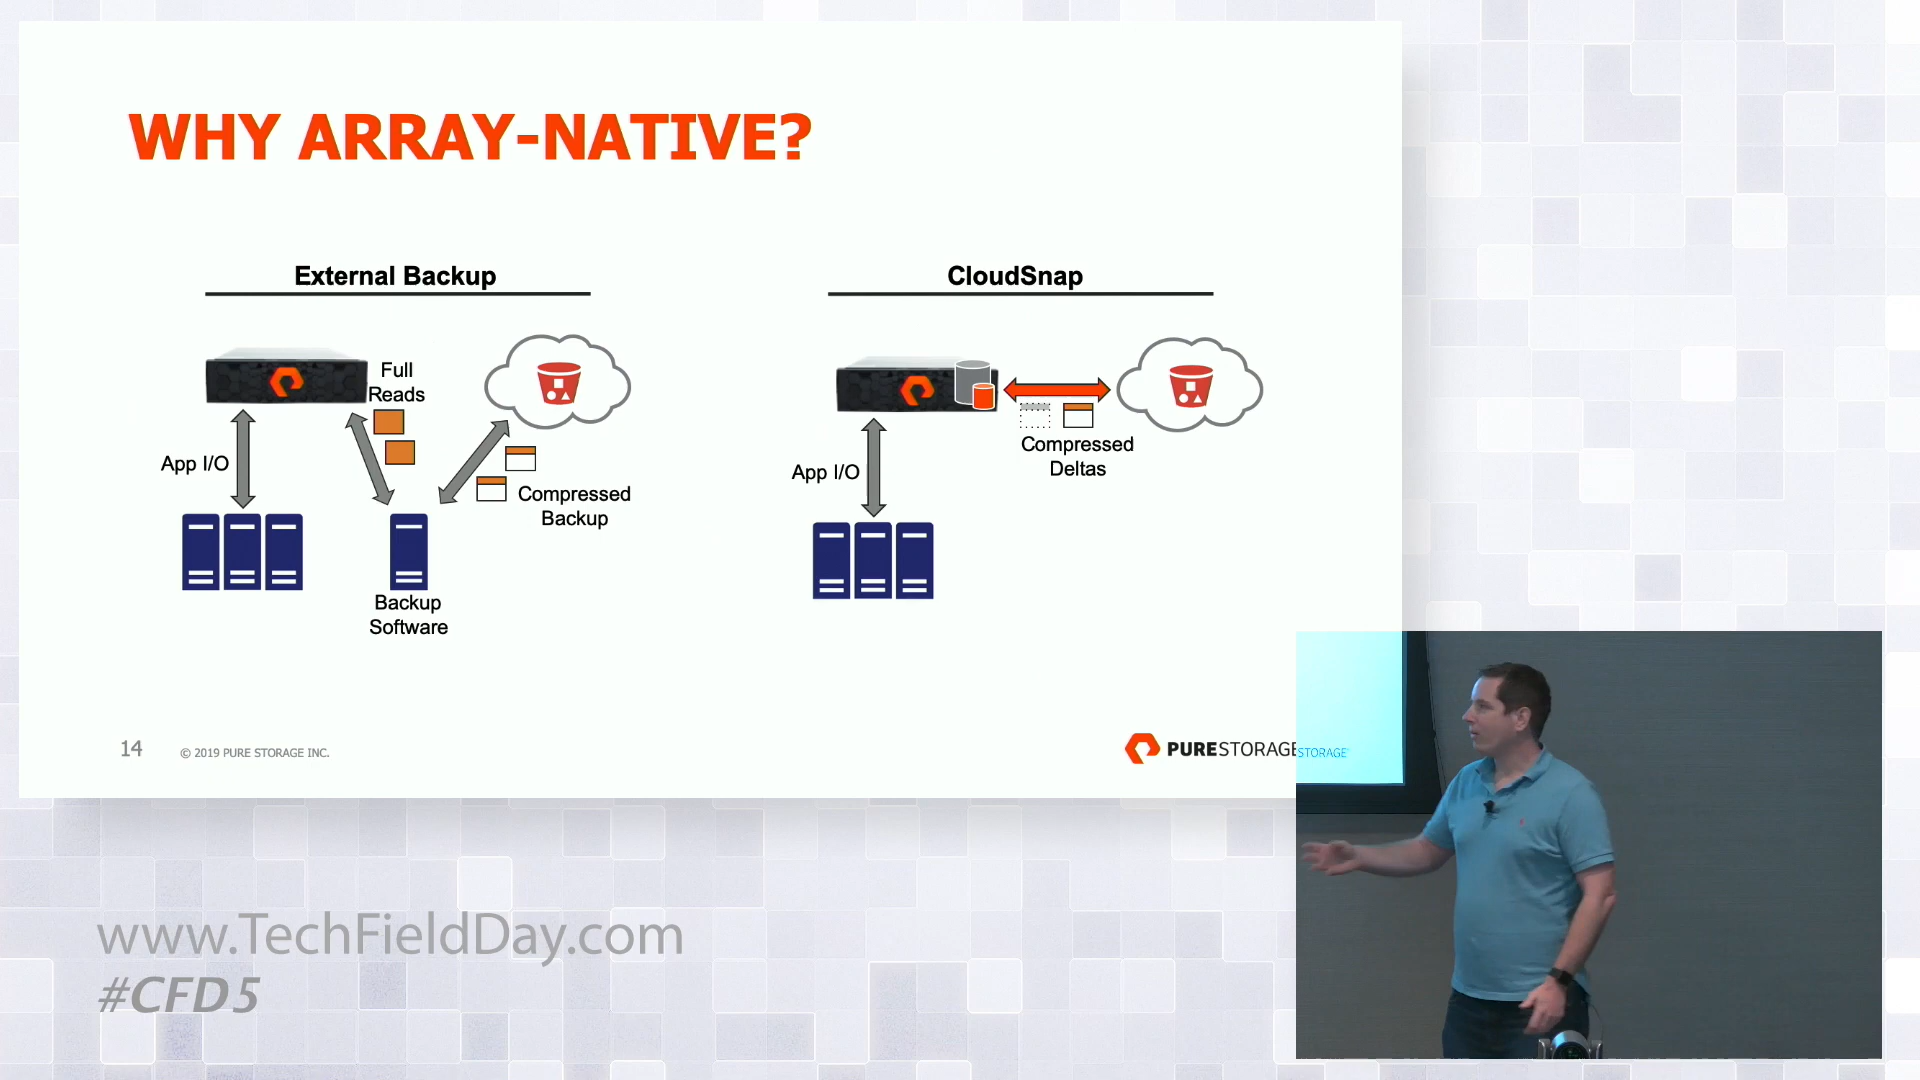 WHY ARRAY-NATIVE?
External Backup
Full
Reads
App I/O
Compressed
Backup
Backup
Software
CloudSnap
App I/O
Compressed
Deltas
14
© 2019 PURE STORAGE INC.
PURESTORAGE
STORAGE
www.TechFieldDay.com
#CFD5